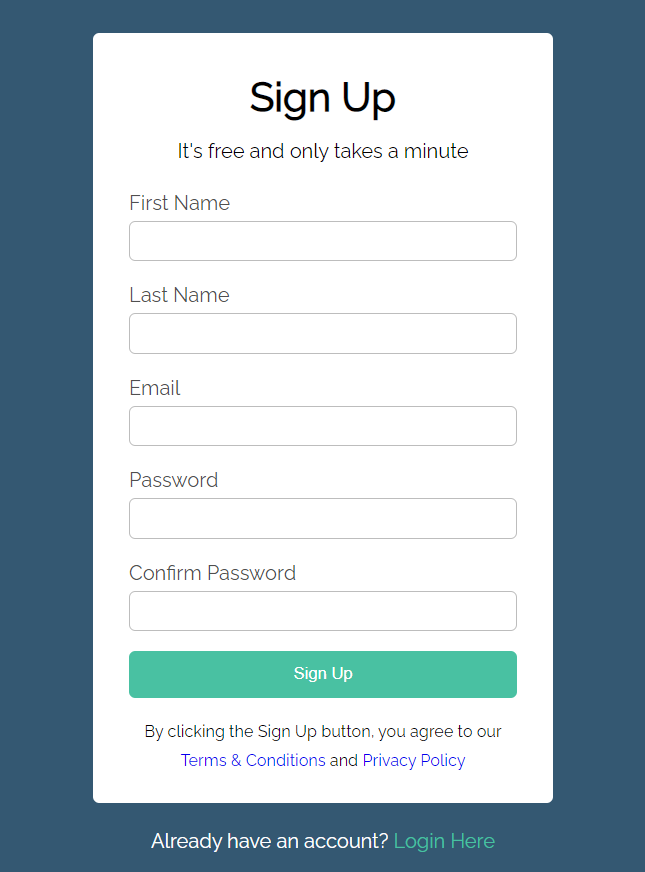 Sign Up
It's free and only takes a minute
First Name
Last Name
Email
Password
Confirm Password
Sign Up
By clicking the Sign Up button, you agree to our
Terms & Conditions and Privacy Policy
Already have an account? Login Here